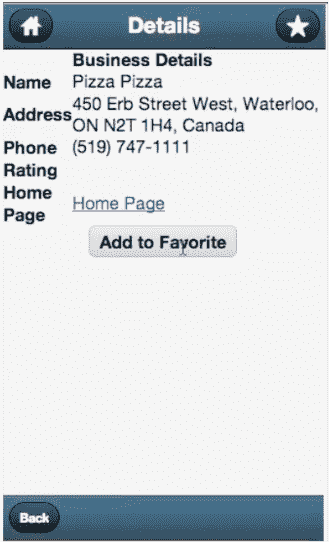 Details
Business Details
Name Pizza Pizza
Address 450 Erb Street West, Waterloo,
ON N2T 1H4, Canada
Phone (519) 747-1111
Rating
Home
Page Home Page
Add to Favorite
Back